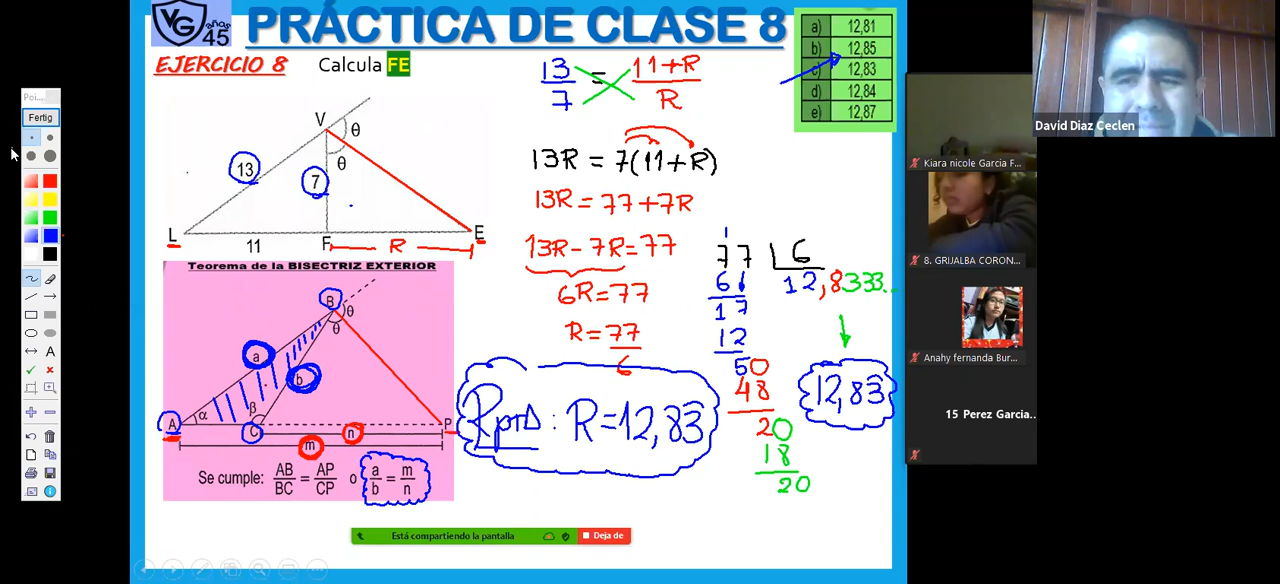 VG
años
45
PRÁCTICA DE CLASE 8
EJERCICIO 8
Calcula FE
a) 12,81
b) 12,85
c) 12,83
d) 12,84
e) 12,87
13/7 = 11+R/R
13R = 7(11+R)
13R = 77 + 7R
13R - 7R = 77
6R = 77
R = 77/6
Rpta : R = 12,83
V
θ
θ
13
7
L
F
E
11
R
Teorema de la BISECTRIZ EXTERIOR
B
θ
θ
a
b
α
β
A
C
P
n
m
Se cumple: AB/BC = AP/CP o a/b = m/n
1
77 6
6 12,8333..
17
12
50
48
20
18
20
12,83
Fertig
A
Está compartiendo la pantalla
Deja de
David Diaz Ceclen
Kiara nicole Garcia F...
8. GRIJALBA CORON...
Anahy fernanda Bur...
15 Perez Garcia...